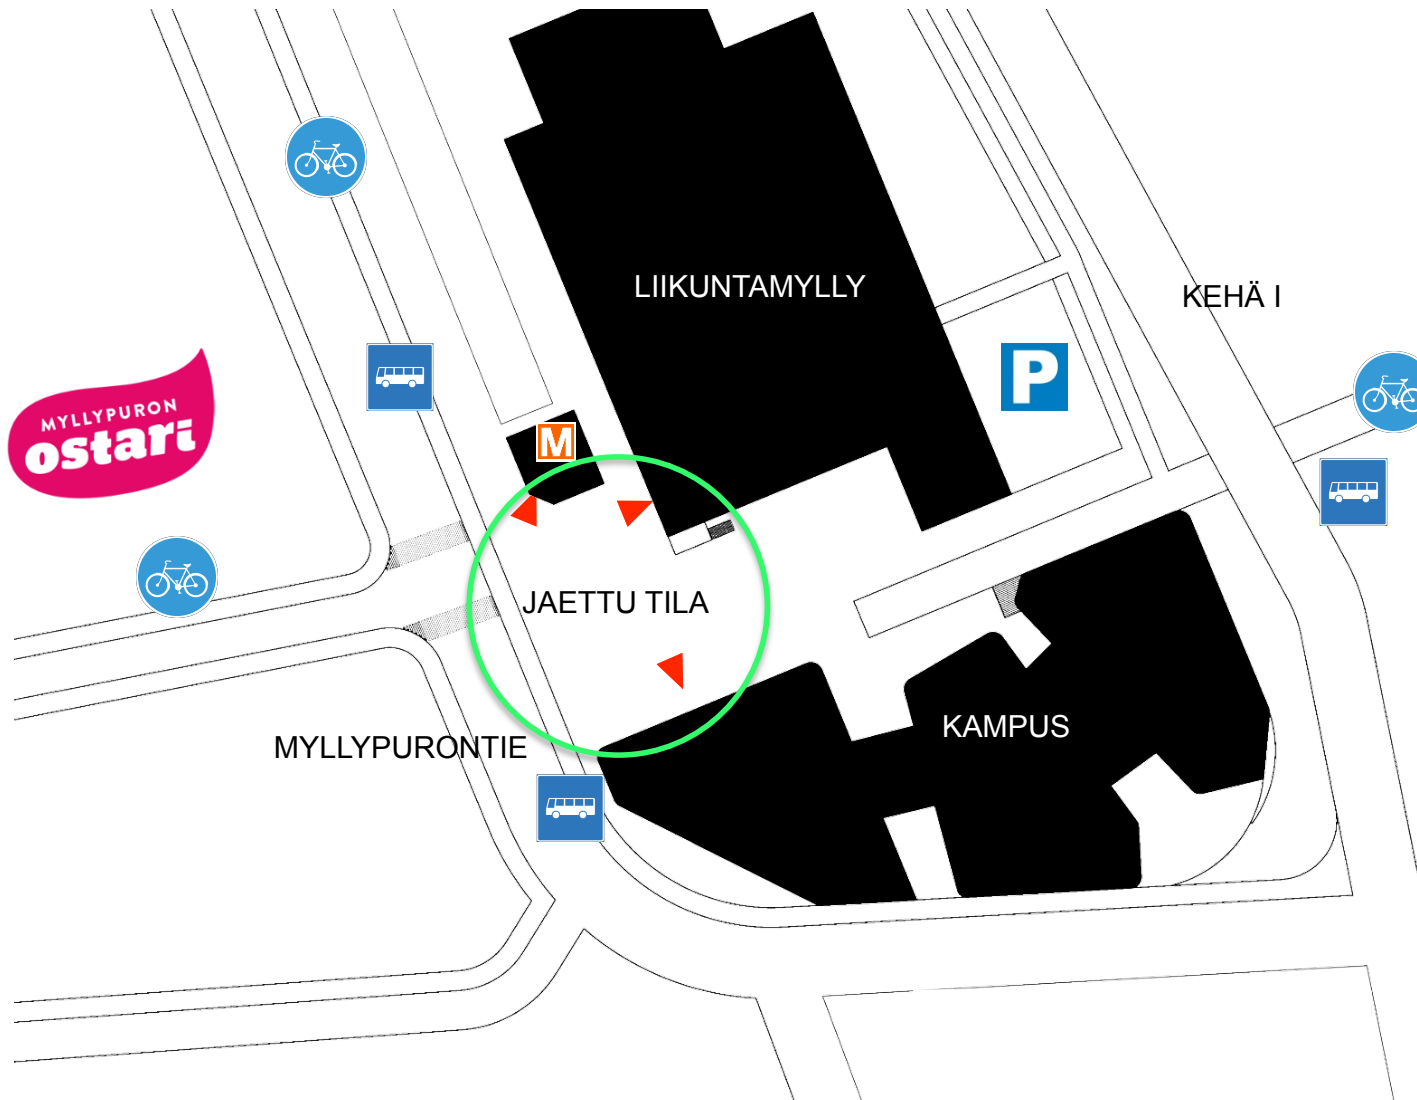 LIIKUNTAMYLLY
KEHÄ I
P
MYLLYPURON
ostari
M
JAETTU TILA
KAMPUS
MYLLYPURONTIE